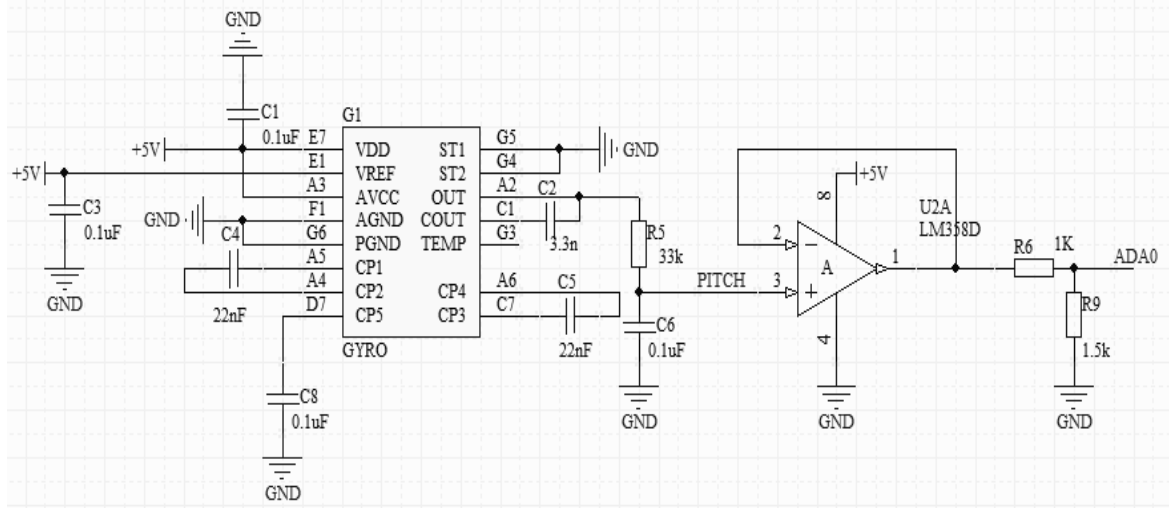 GND
C1
0.1uF
G1
+5V
E7
VDD
ST1
G5
GND
+5V
E1
VREF
ST2
G4
A3
AVCC
OUT
A2
C2
C3
0.1uF
GND
F1
AGND
COUT
C1
3.3n
C4
G6
PGND
TEMP
G3
R5
33k
A5
CP1
22nF
A4
CP2
CP4
A6
C5
D7
CP5
CP3
C7
22nF
GND
GYRO
PITCH
C6
0.1uF
GND
C8
0.1uF
GND
8
+5V
U2A
LM358D
2
3
A
1
4
GND
R6
1K
ADA0
R9
1.5k
GND